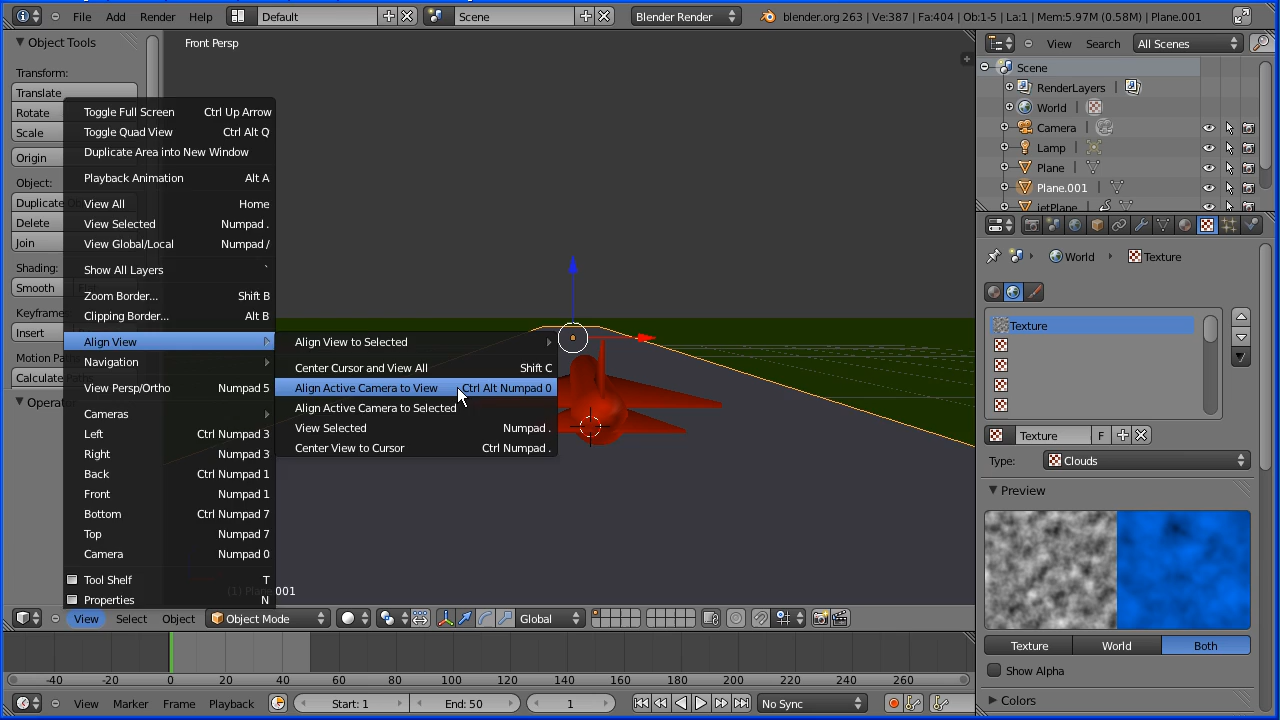 File Add Render Help Default Scene Blender Render blender.org 263 | Ve:387 | Fa:404 | Ob:1-5 | La:1 | Mem:5.97M (0.58M) | Plane.001
Object Tools
Transform:
Translate
Rotate
Scale
Origin
Object:
Duplicate
Delete
Join
Shading:
Smooth
Keyframe
Insert
Motion Pat
Calculate
Operator
Front Persp
Toggle Full Screen Ctrl Up Arrow
Toggle Quad View Ctrl Alt Q
Duplicate Area into New Window
Playback Animation Alt A
View All Home
View Selected Numpad .
View Global/Local Numpad /
Show All Layers `
Zoom Border... Shift B
Clipping Border... Alt B
Align View
Navigation
View Persp/Ortho Numpad 5
Cameras
Left Ctrl Numpad 3
Right Numpad 3
Back Ctrl Numpad 1
Front Numpad 1
Bottom Ctrl Numpad 7
Top Numpad 7
Camera Numpad 0
Tool Shelf T
Properties N
Align View to Selected
Center Cursor and View All Shift C
Align Active Camera to View Ctrl Alt Numpad 0
Align Active Camera to Selected
View Selected Numpad .
Center View to Cursor Ctrl Numpad .
(1) Plane.001
View Select Object Object Mode Global
-40 -20 0 20 40 60 80 100 120 140 160 180 200 220 240 260
View Marker Frame Playback Start: 1 End: 50 1 No Sync
View Search All Scenes
Scene
RenderLayers |
World |
Camera |
Lamp |
Plane |
Plane.001 |
jetPlane |
World Texture
Texture
Texture F
Type: Clouds
Preview
Texture World Both
Show Alpha
Colors